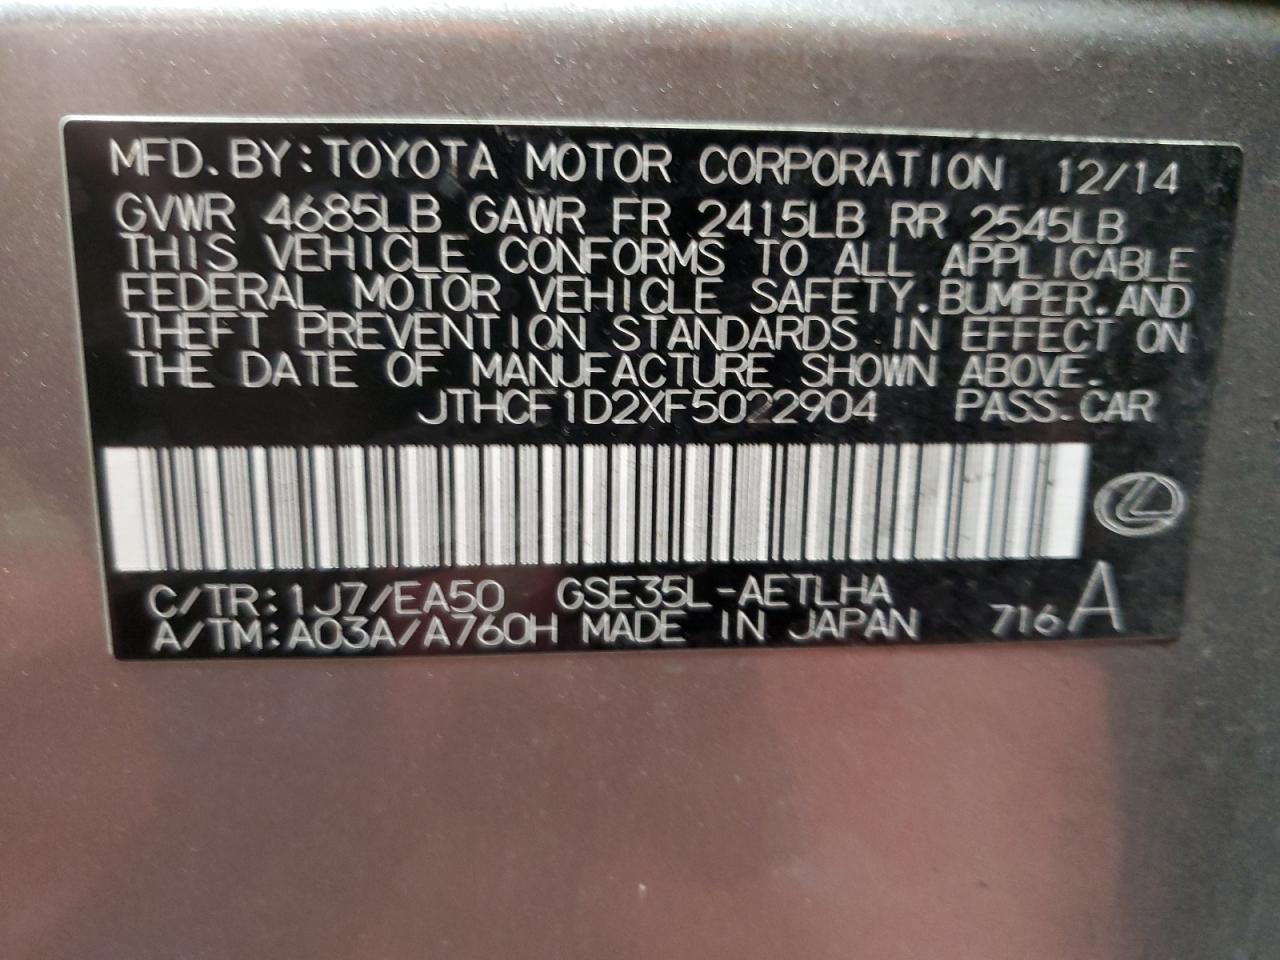 MFD.BY:TOYOTA MOTOR CORPORATION 12/14
GVWR 4685LB GAWR FR 2415LB RR 2545LB
THIS VEHICLE CONFORMS TO ALL APPLICABLE
FEDERAL MOTOR VEHICLE SAFETY.BUMPER.AND
THEFT PREVENTION STANDARDS IN EFFECT ON
THE DATE OF MANUFACTURE SHOWN ABOVE.
JTHCF1D2XF5022904 PASS.CAR
C/TR:1J7/EA50 GSE35L-AETLHA
A/TM:A03A/A760H MADE IN JAPAN 716A